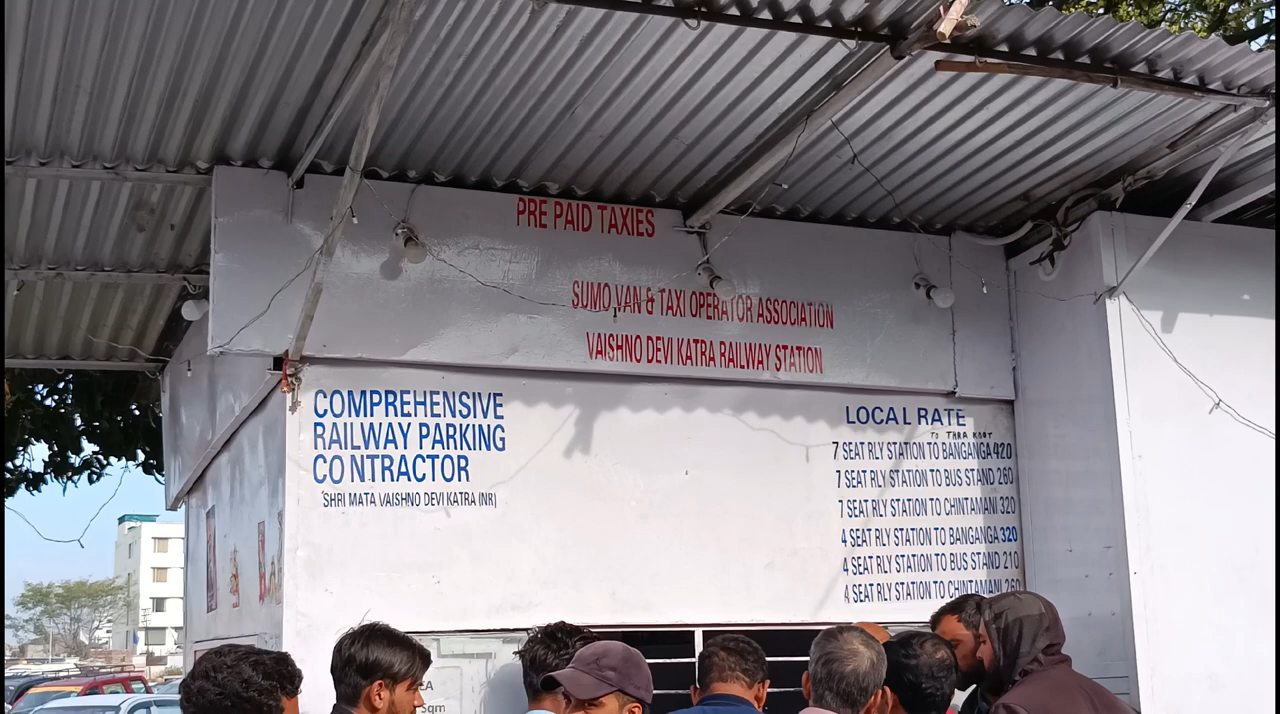 PRE PAID TAXIES
SUMO VAN & TAXI OPERATOR ASSOCIATION
VAISHNO DEVI KATRA RAILWAY STATION
COMPREHENSIVE
RAILWAY PARKING
CONTRACTOR
SHRI MATA VAISHNO DEVI KATRA (NR)
LOCAL RATE
TO THRA KOOT
7 SEAT RLY STATION TO BANGANGA 420
7 SEAT RLY STATION TO BUS STAND 260
7 SEAT RLY STATION TO CHINTAMANI 320
4 SEAT RLY STATION TO BANGANGA 320
4 SEAT RLY STATION TO BUS STAND 210
4 SEAT RLY STATION TO CHINTAMANI 260
Sqm